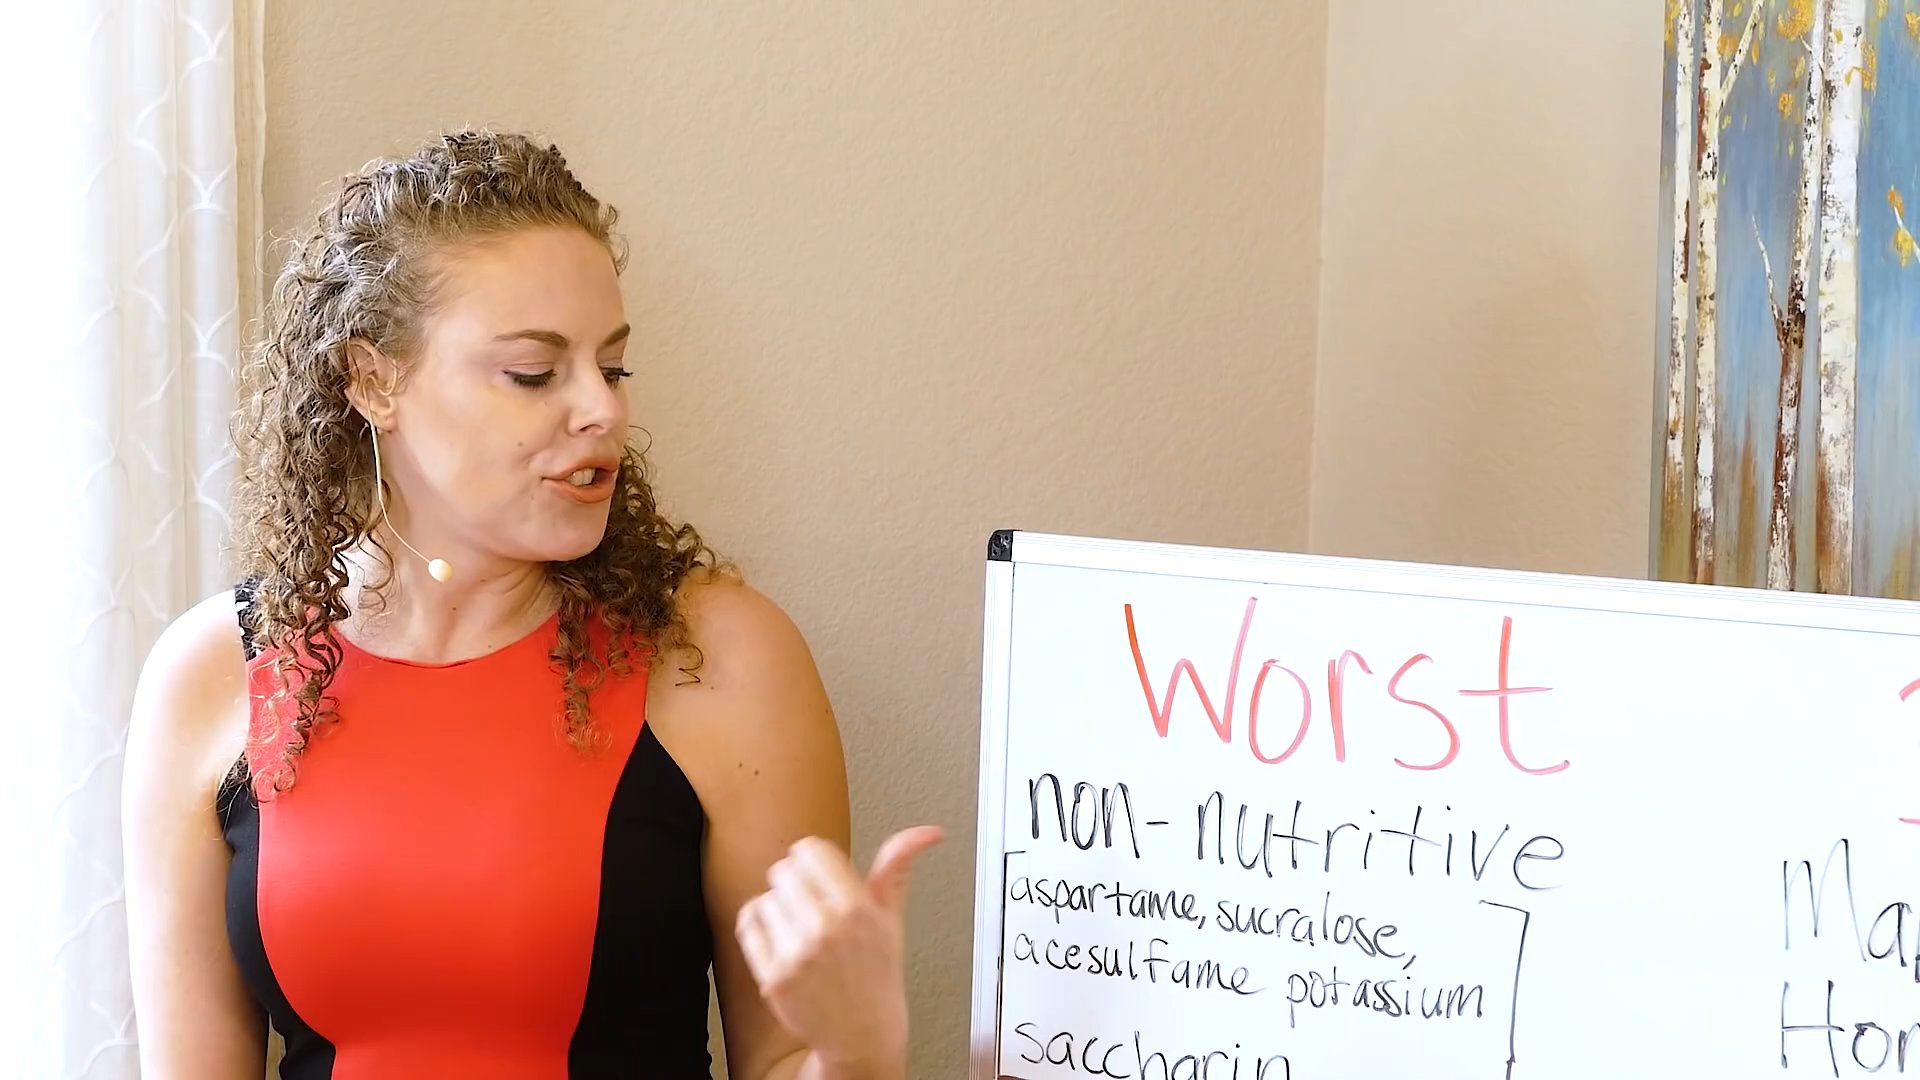 Worst
non-nutritive
aspartame, sucralose,
acesulfame potassium
saccharin